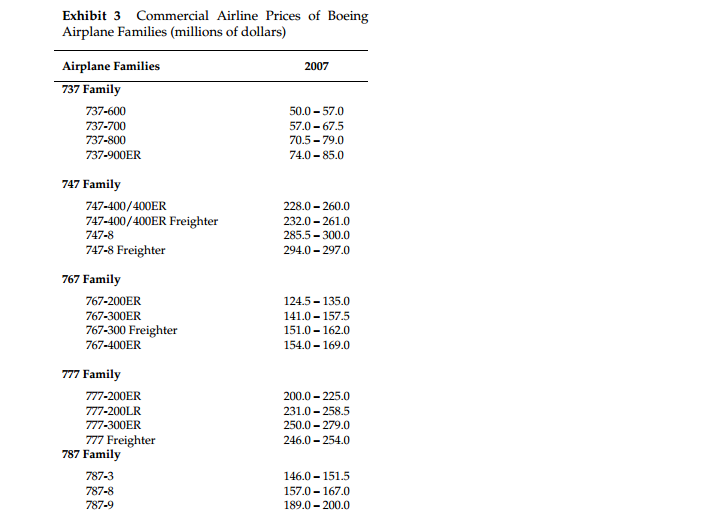 Exhibit 3 Commercial Airline Prices of Boeing
Airplane Families (millions of dollars)
Airplane Families 2007
737 Family
737-600 50.0 – 57.0
737-700 57.0 – 67.5
737-800 70.5 – 79.0
737-900ER 74.0 – 85.0
747 Family
747-400/400ER 228.0 – 260.0
747-400/400ER Freighter 232.0 – 261.0
747-8 285.5 – 300.0
747-8 Freighter 294.0 – 297.0
767 Family
767-200ER 124.5 – 135.0
767-300ER 141.0 – 157.5
767-300 Freighter 151.0 – 162.0
767-400ER 154.0 – 169.0
777 Family
777-200ER 200.0 – 225.0
777-200LR 231.0 – 258.5
777-300ER 250.0 – 279.0
777 Freighter 246.0 – 254.0
787 Family
787-3 146.0 – 151.5
787-8 157.0 – 167.0
787-9 189.0 – 200.0